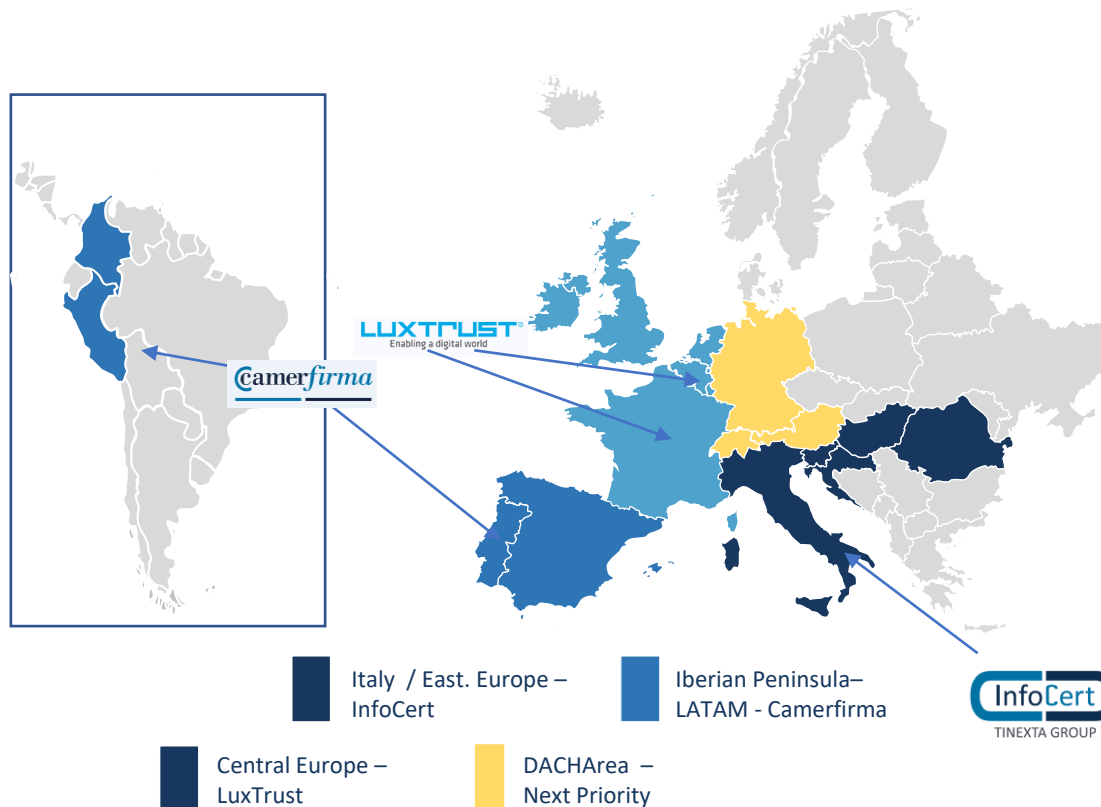 LUXTRUST®
Enabling a digital world
camerfirma
Italy / East. Europe –
InfoCert
Iberian Peninsula–
LATAM - Camerfirma
InfoCert
TINEXTA GROUP
Central Europe –
LuxTrust
DACHArea –
Next Priority